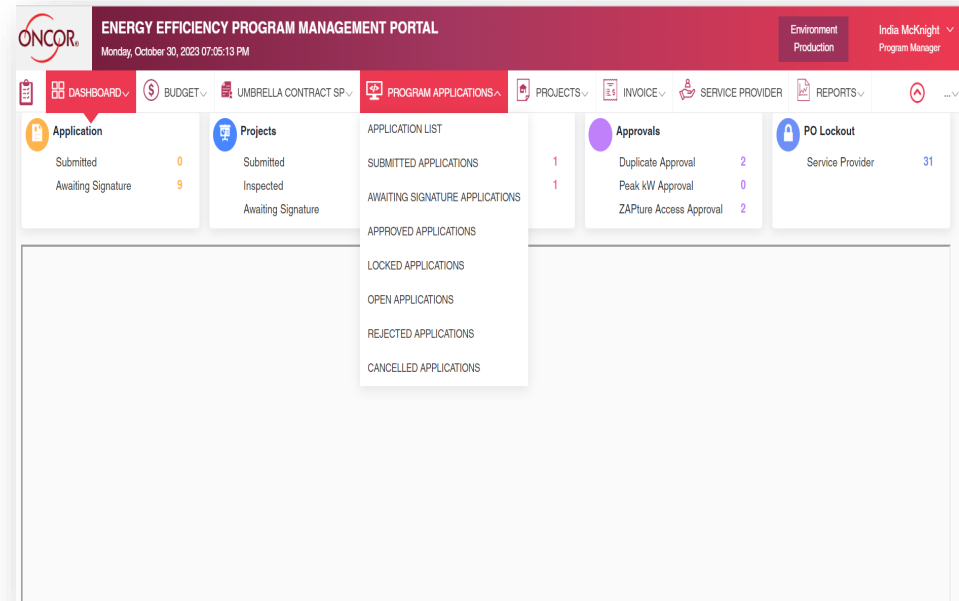 ONCOR®
ENERGY EFFICIENCY PROGRAM MANAGEMENT PORTAL
Monday, October 30, 2023 07:05:13 PM
Environment
Production
India McKnight
Program Manager
DASHBOARD
BUDGET
UMBRELLA CONTRACT SP
PROGRAM APPLICATIONS
PROJECTS
INVOICE
SERVICE PROVIDER
REPORTS
...
Application
Submitted 0
Awaiting Signature 9
Projects
Submitted
Inspected
Awaiting Signature
APPLICATION LIST
SUBMITTED APPLICATIONS
AWAITING SIGNATURE APPLICATIONS
APPROVED APPLICATIONS
LOCKED APPLICATIONS
OPEN APPLICATIONS
REJECTED APPLICATIONS
CANCELLED APPLICATIONS
1
1
Approvals
Duplicate Approval 2
Peak kW Approval 0
ZAPture Access Approval 2
PO Lockout
Service Provider 31